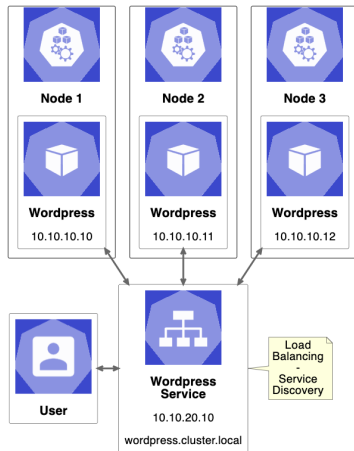 Node 1
Node 2
Node 3
Wordpress
10.10.10.10
Wordpress
10.10.10.11
Wordpress
10.10.10.12
User
Wordpress
Service
10.10.20.10
wordpress.cluster.local
Load
Balancing
-
Service
Discovery